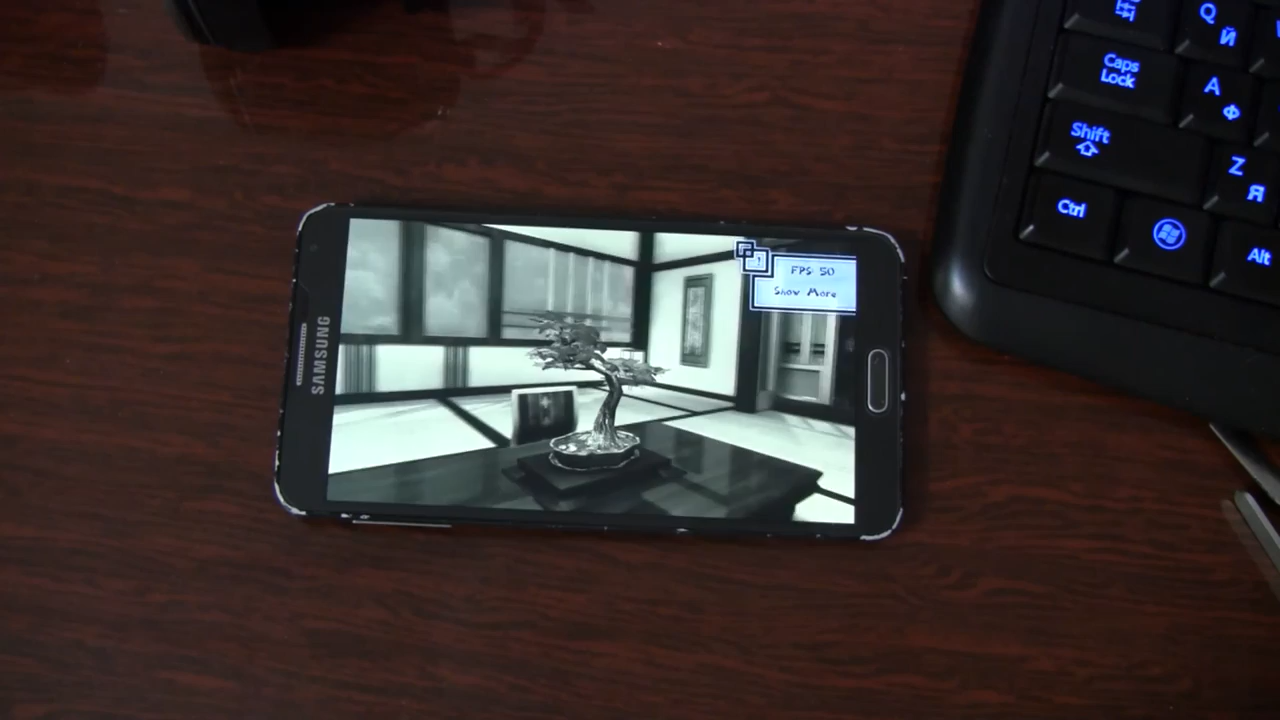 SAMSUNG
FPS 50
Show More
Q
Й
Caps
Lock
A
Ф
Shift
Z
Я
Ctrl
Alt